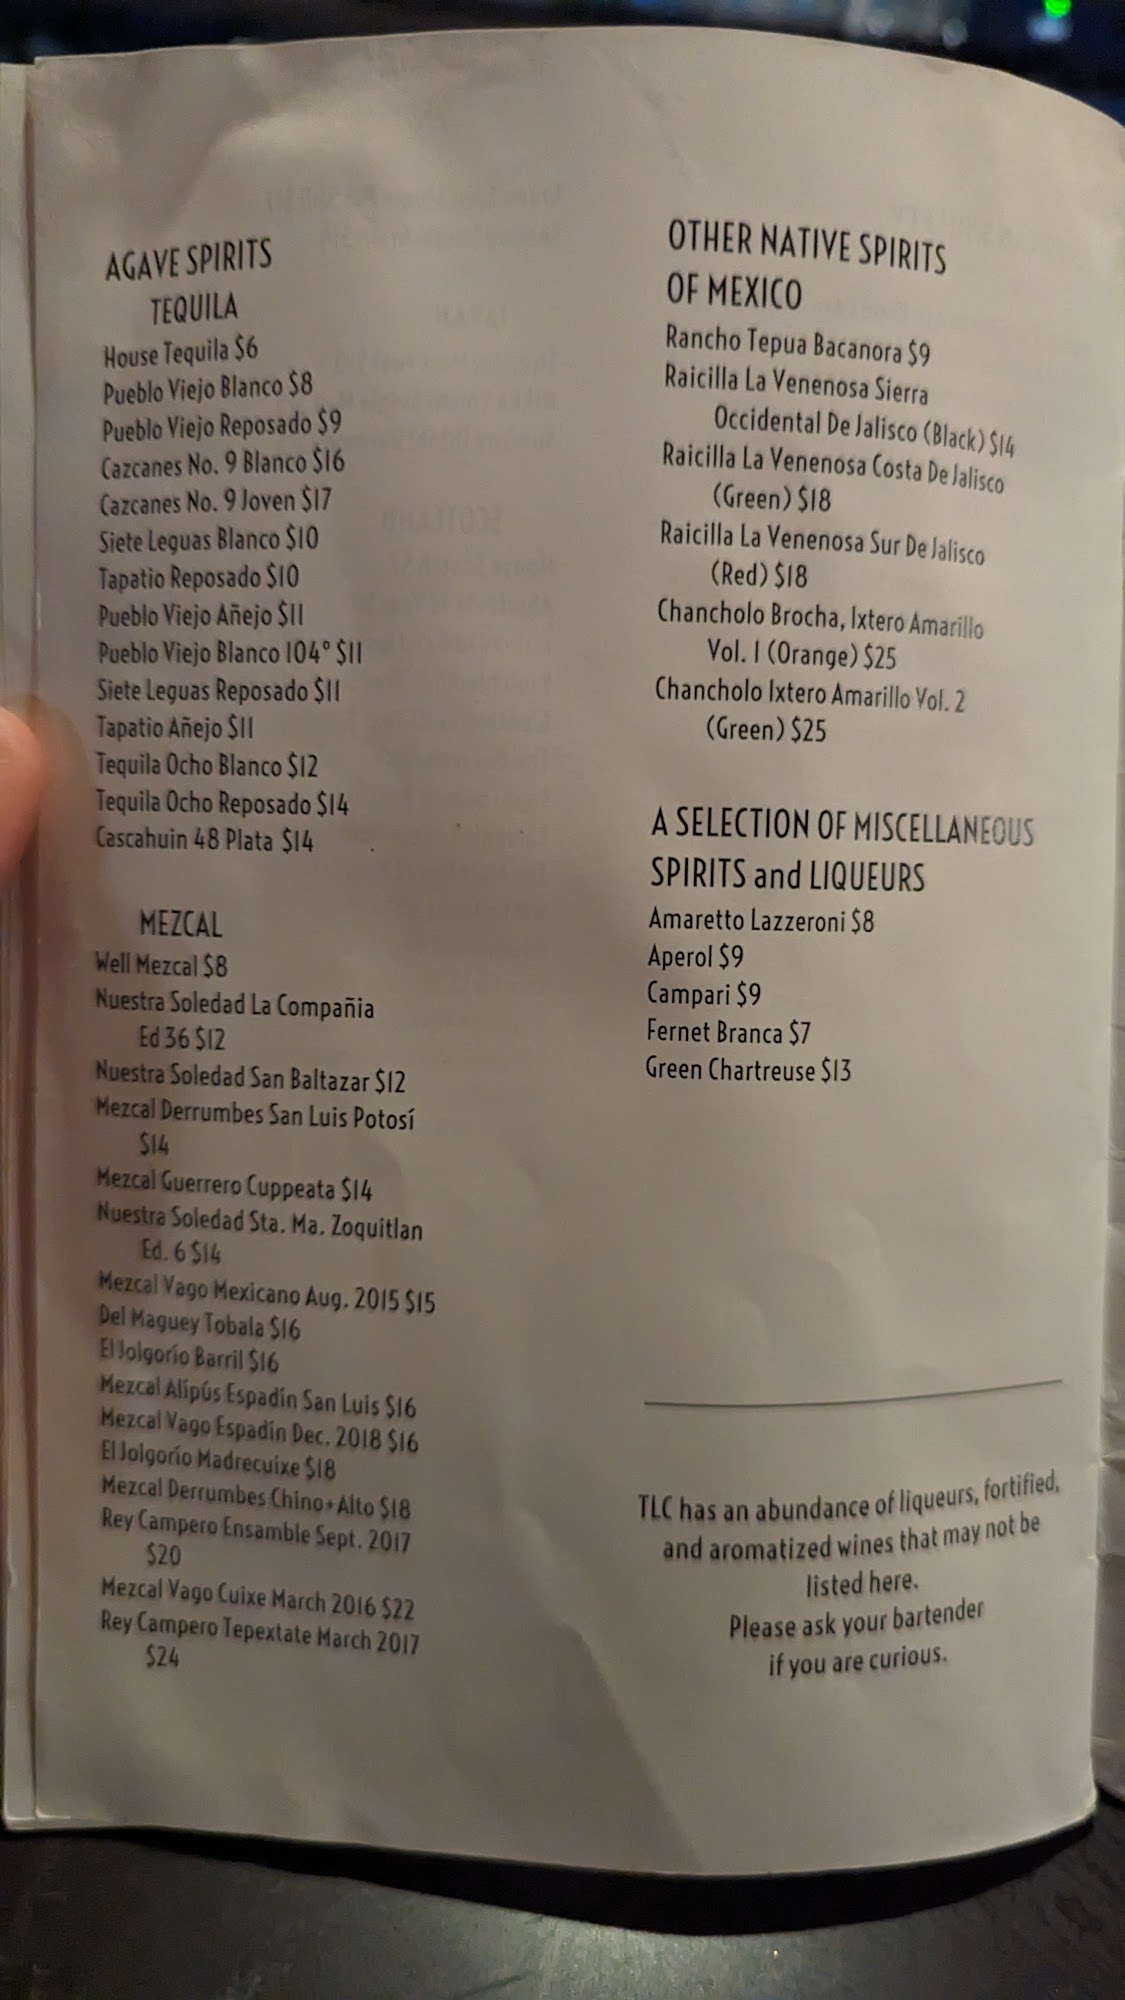 AGAVE SPIRITS
TEQUILA
House Tequila $6
Pueblo Viejo Blanco $8
Pueblo Viejo Reposado $9
Cazcanes No. 9 Blanco $16
Cazcanes No. 9 Joven $17
Siete Leguas Blanco $10
Tapatio Reposado $10
Pueblo Viejo Añejo $11
Pueblo Viejo Blanco 104° $11
Siete Leguas Reposado $11
Tapatio Añejo $11
Tequila Ocho Blanco $12
Tequila Ocho Reposado $14
Cascahuin 48 Plata $14
MEZCAL
Well Mezcal $8
Nuestra Soledad La Compañia
Ed 36 $12
Nuestra Soledad San Baltazar $12
Mezcal Derrumbes San Luis Potosí
$14
Mezcal Guerrero Cuppeata $14
Nuestra Soledad Sta. Ma. Zoquitlan
Ed. 6 $14
Mezcal Vago Mexicano Aug. 2015 $15
Del Maguey Tobala $16
El Jolgorío Barril $16
Mezcal Alipús Espadín San Luis $16
Mezcal Vago Espadín Dec. 2018 $16
El Jolgorío Madrecuixe $18
Mezcal Derrumbes Chino+Alto $18
Rey Campero Ensamble Sept. 2017
$20
Mezcal Vago Cuixe March 2016 $22
Rey Campero Tepextate March 2017
$24
OTHER NATIVE SPIRITS
OF MEXICO
Rancho Tepua Bacanora $9
Raicilla La Venenosa Sierra
Occidental De Jalisco (Black) $14
Raicilla La Venenosa Costa De Jalisco
(Green) $18
Raicilla La Venenosa Sur De Jalisco
(Red) $18
Chancholo Brocha, Ixtero Amarillo
Vol. 1 (Orange) $25
Chancholo Ixtero Amarillo Vol. 2
(Green) $25
A SELECTION OF MISCELLANEOUS
SPIRITS and LIQUEURS
Amaretto Lazzeroni $8
Aperol $9
Campari $9
Fernet Branca $7
Green Chartreuse $13
TLC has an abundance of liqueurs, fortified,
and aromatized wines that may not be
listed here.
Please ask your bartender
if you are curious.